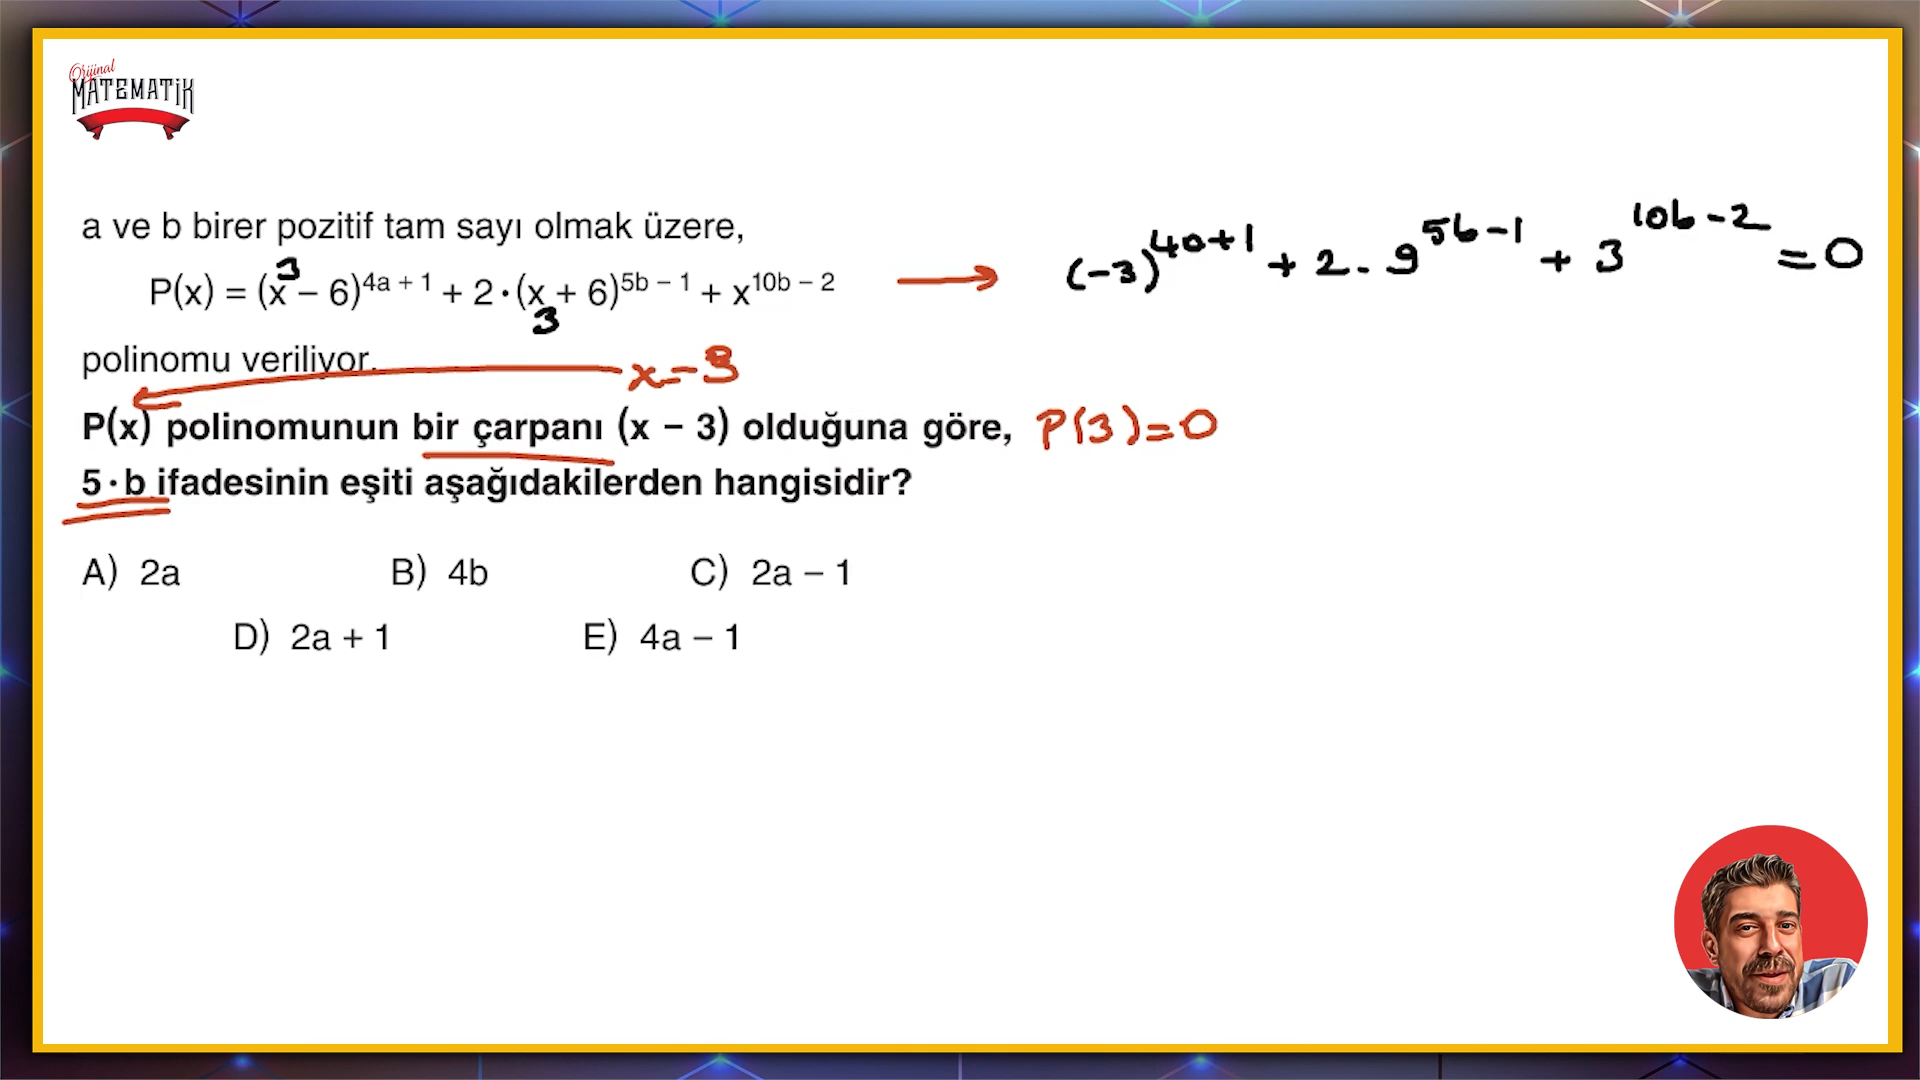 Orijinal
MATEMATİK
a ve b birer pozitif tam sayı olmak üzere,
P(x) = (x − 6)^{4a + 1} + 2 · (x + 6)^{5b − 1} + x^{10b − 2}
3
3
(-3)^{4a+1} + 2 . 9^{5b-1} + 3^{10b-2} = 0
polinomu veriliyor.
x=3
P(x) polinomunun bir çarpanı (x − 3) olduğuna göre, P(3)=0
5 · b ifadesinin eşiti aşağıdakilerden hangisidir?
A) 2a B) 4b C) 2a − 1
D) 2a + 1 E) 4a − 1